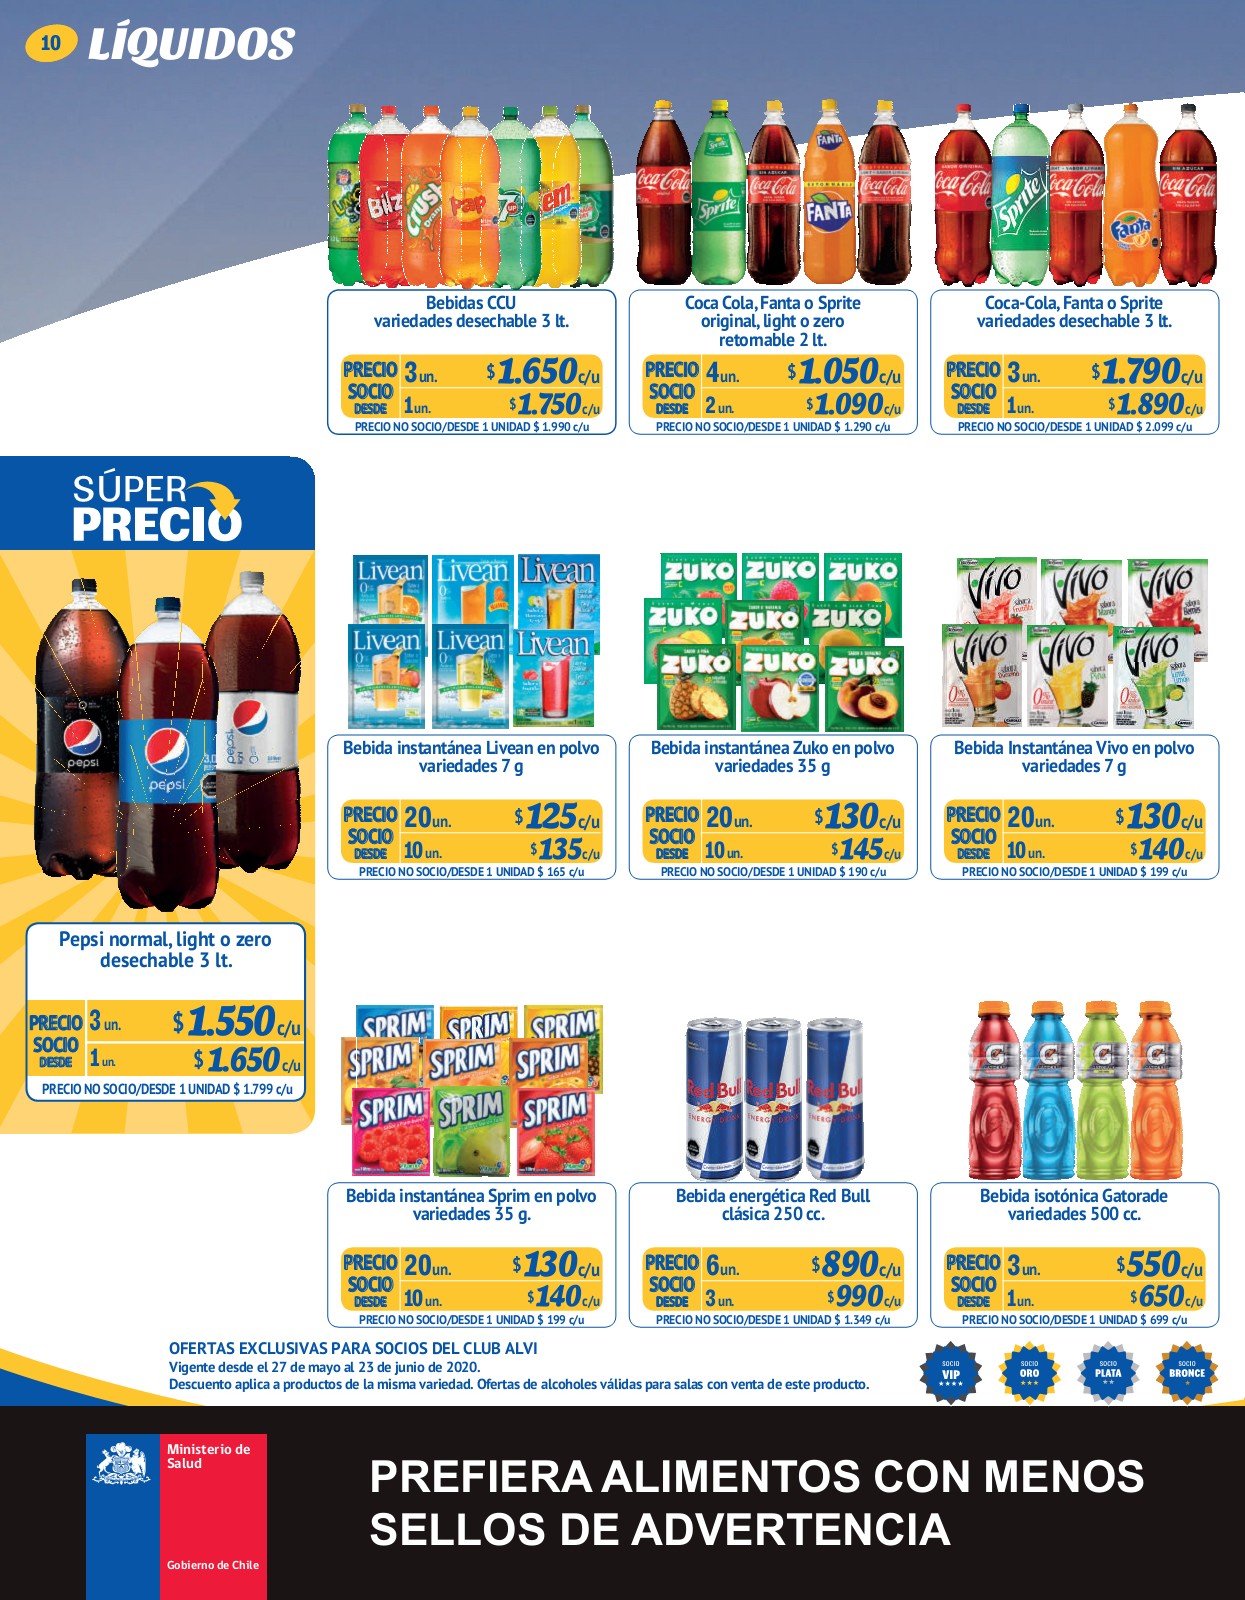 10 LÍQUIDOS
Bebidas CCU
variedades desechable 3 lt.
PRECIO SOCIO DESDE
3 un. $1.650 c/u
1 un. $1.750 c/u
PRECIO NO SOCIO/DESDE 1 UNIDAD $ 1.990 c/u
Coca Cola, Fanta o Sprite
original, light o zero
retornable 2 lt.
PRECIO SOCIO DESDE
4 un. $1.050 c/u
2 un. $1.090 c/u
PRECIO NO SOCIO/DESDE 1 UNIDAD $ 1.290 c/u
Coca-Cola, Fanta o Sprite
variedades desechable 3 lt.
PRECIO SOCIO DESDE
3 un. $1.790 c/u
1 un. $1.890 c/u
PRECIO NO SOCIO/DESDE 1 UNIDAD $ 2.099 c/u
SÚPER
PRECIO
Pepsi normal, light o zero
desechable 3 lt.
PRECIO SOCIO DESDE
3 un. $1.550 c/u
1 un. $1.650 c/u
PRECIO NO SOCIO/DESDE 1 UNIDAD $ 1.799 c/u
Bebida instantánea Livean en polvo
variedades 7 g
PRECIO SOCIO DESDE
20 un. $125 c/u
10 un. $135 c/u
PRECIO NO SOCIO/DESDE 1 UNIDAD $ 165 c/u
Bebida instantánea Zuko en polvo
variedades 35 g
PRECIO SOCIO DESDE
20 un. $130 c/u
10 un. $145 c/u
PRECIO NO SOCIO/DESDE 1 UNIDAD $ 190 c/u
Bebida Instantánea Vivo en polvo
variedades 7 g
PRECIO SOCIO DESDE
20 un. $130 c/u
10 un. $140 c/u
PRECIO NO SOCIO/DESDE 1 UNIDAD $ 199 c/u
Bebida instantánea Sprim en polvo
variedades 35 g.
PRECIO SOCIO DESDE
20 un. $130 c/u
10 un. $140 c/u
PRECIO NO SOCIO/DESDE 1 UNIDAD $ 199 c/u
Bebida energética Red Bull
clásica 250 cc.
PRECIO SOCIO DESDE
6 un. $890 c/u
3 un. $990 c/u
PRECIO NO SOCIO/DESDE 1 UNIDAD $ 1.349 c/u
Bebida isotónica Gatorade
variedades 500 cc.
PRECIO SOCIO DESDE
3 un. $550 c/u
1 un. $650 c/u
PRECIO NO SOCIO/DESDE 1 UNIDAD $ 699 c/u
OFERTAS EXCLUSIVAS PARA SOCIOS DEL CLUB ALVI
Vigente desde el 27 de mayo al 23 de junio de 2020.
Descuento aplica a productos de la misma variedad. Ofertas de alcoholes válidas para salas con venta de este producto.
SOCIO VIP
SOCIO ORO
SOCIO PLATA
SOCIO BRONCE
Ministerio de
Salud
Gobierno de Chile
PREFIERA ALIMENTOS CON MENOS
SELLOS DE ADVERTENCIA